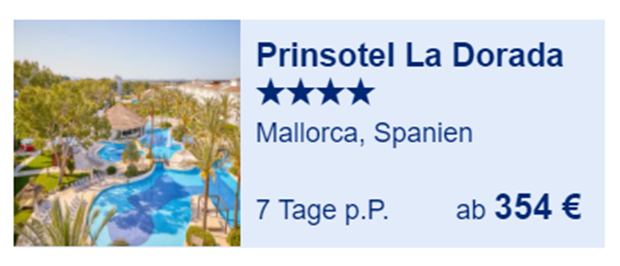 Prinsotel La Dorada
★★★★
Mallorca, Spanien
7 Tage p.P. ab 354 €